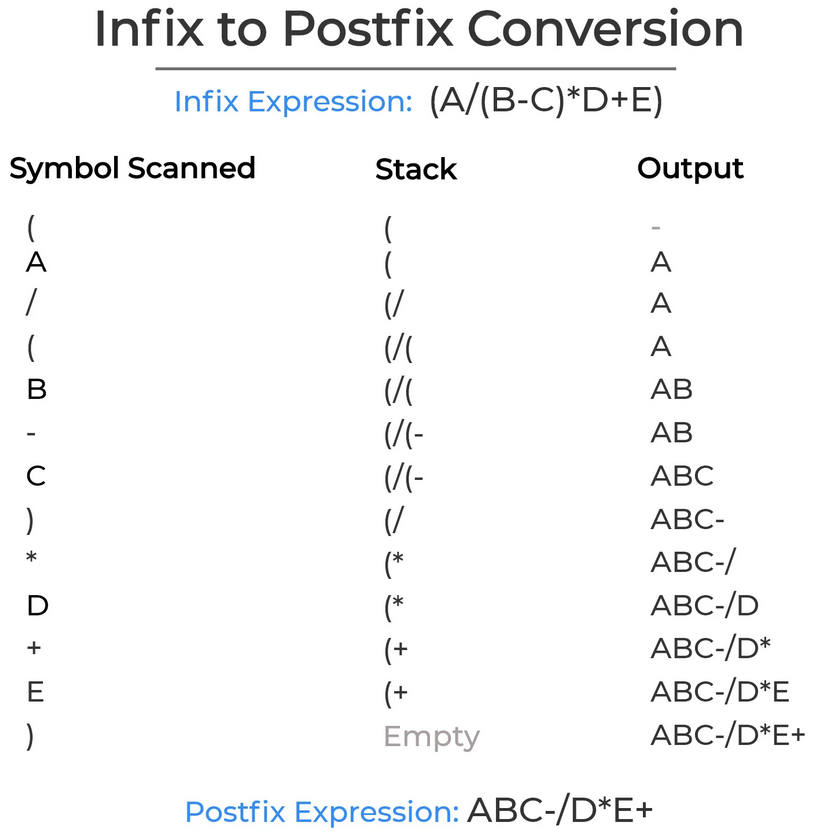 Infix to Postfix Conversion
Infix Expression: (A/(B-C)*D+E)
Symbol Scanned Stack Output
( ( -
A ( A
/ (/ A
( (/( A
B (/( AB
- (/(- AB
C (/(- ABC
) (/ ABC-
* (* ABC-/
D (* ABC-/D
+ (+ ABC-/D*
E (+ ABC-/D*E
) Empty ABC-/D*E+
Postfix Expression: ABC-/D*E+